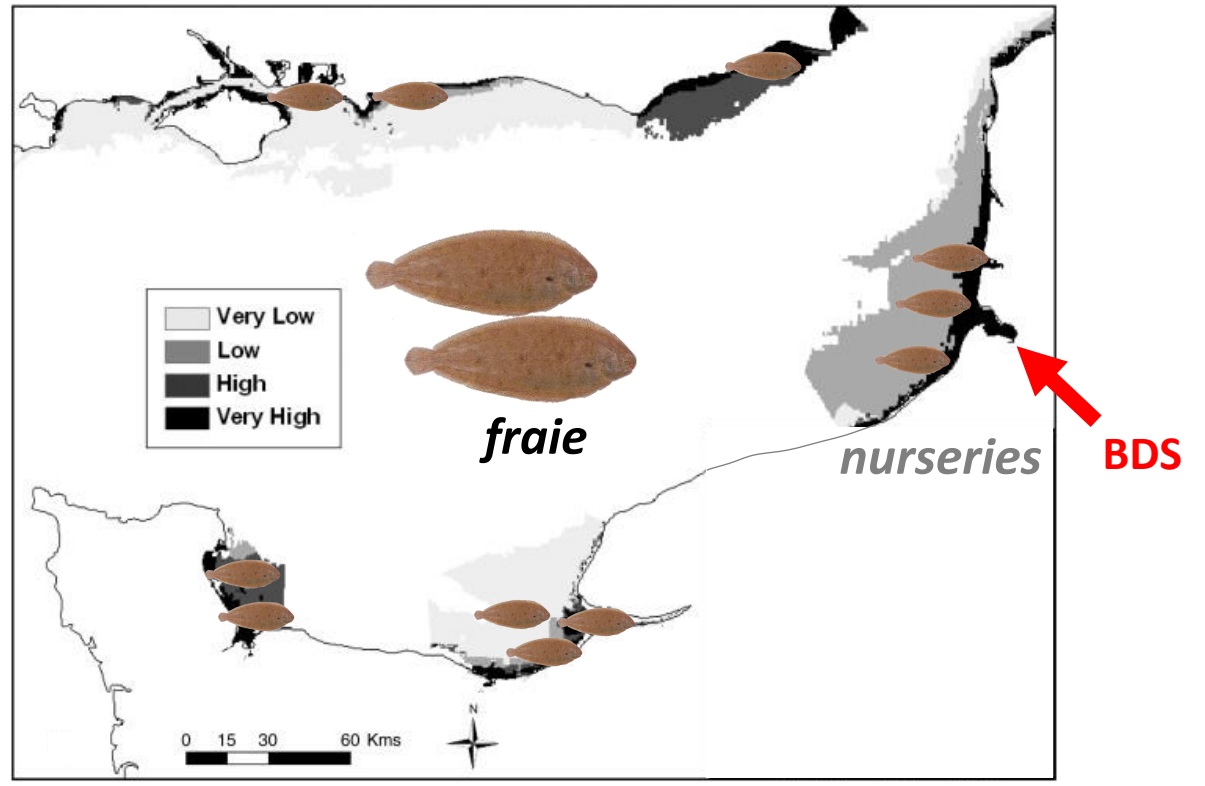 Very Low
Low
High
Very High
fraie
nurseries
BDS
N
0 15 30 60 Kms